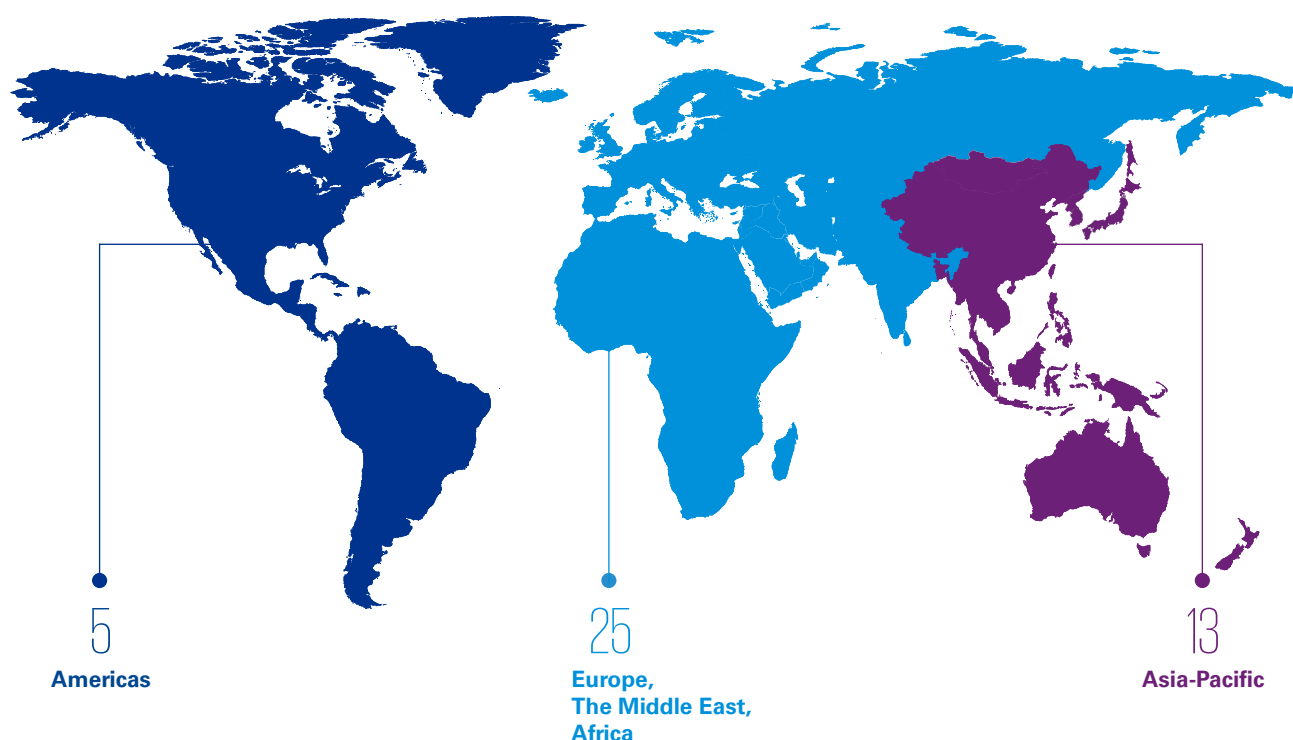 5
Americas
25
Europe,
The Middle East,
Africa
13
Asia-Pacific